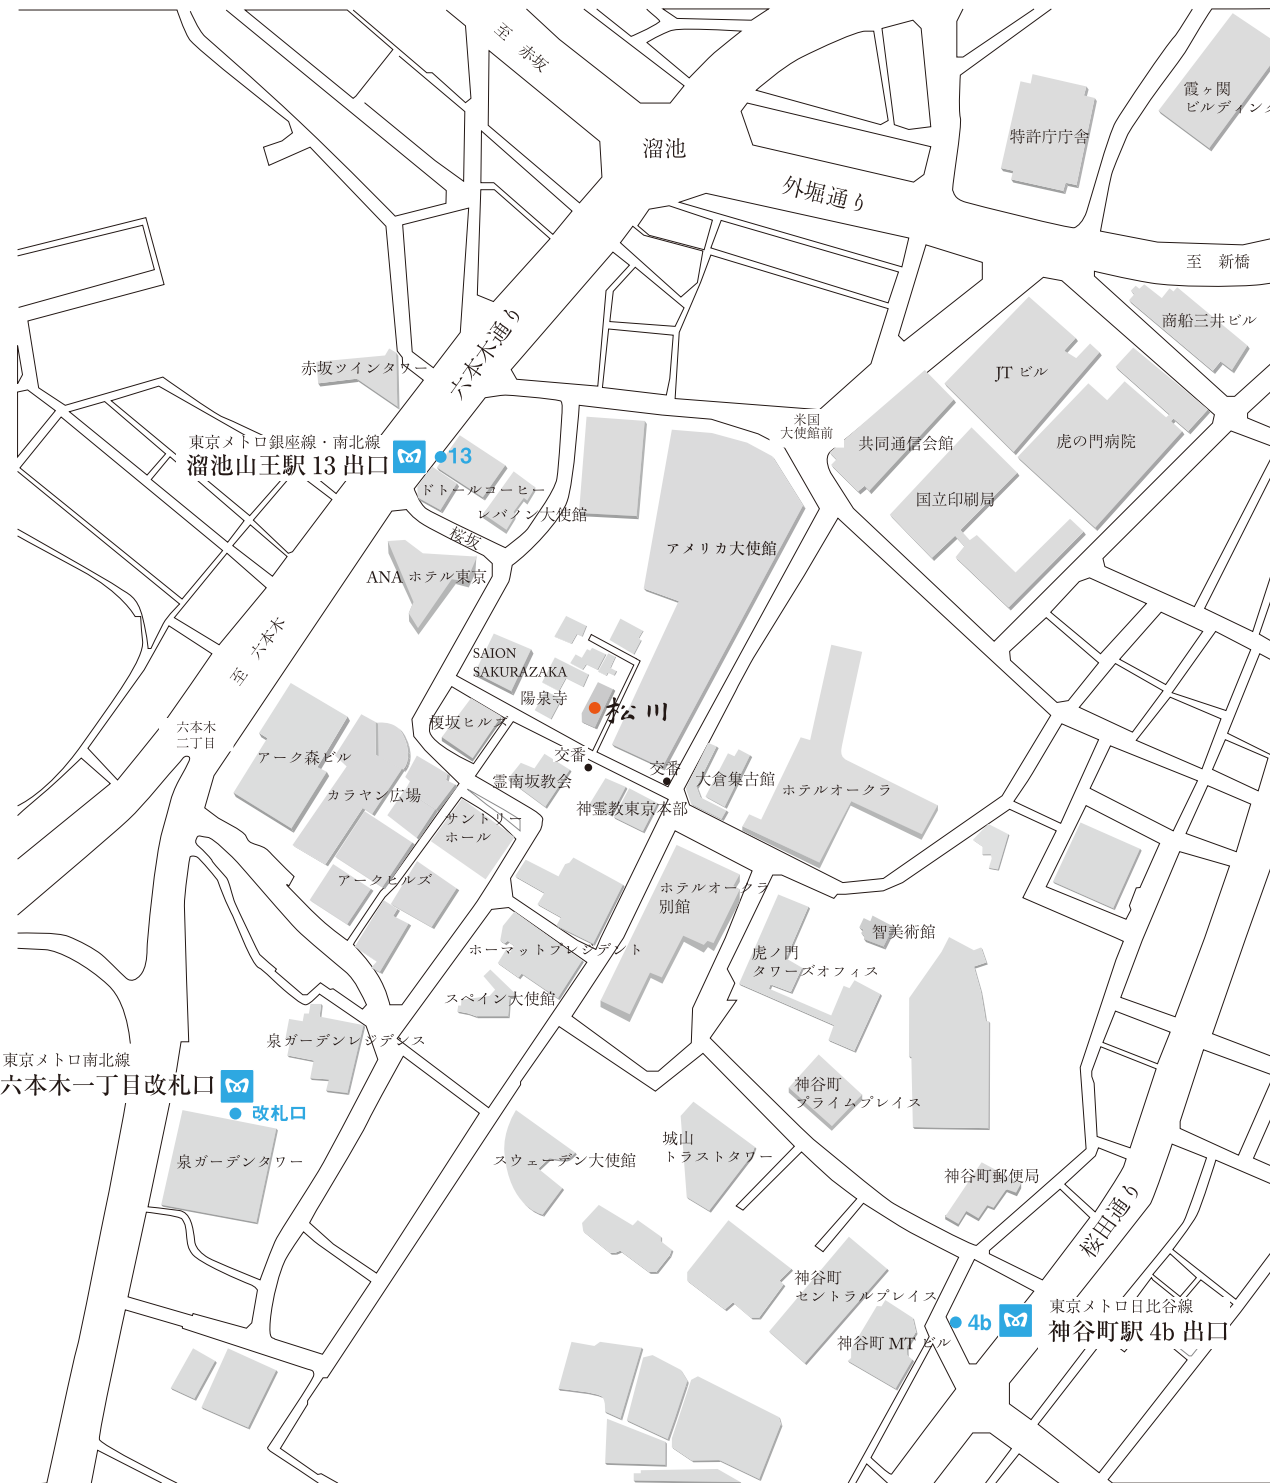 至 赤坂
霞ヶ関
ビルディン
特許庁庁舎
溜池
外堀通り
至 新橋
商船三井ビル
六本木通り
赤坂ツインタワー
JTビル
米国
大使館前
共同通信会館
虎の門病院
東京メトロ銀座線・南北線
溜池山王駅 13 出口
13
ドトールコーヒー
レバノン大使館
国立印刷局
桜坂
アメリカ大使館
ANAホテル東京
至 六本木
SAION
SAKURAZAKA
陽泉寺
松川
榎坂ヒルズ
六本木
二丁目
アーク森ビル
交番
交番
霊南坂教会
大倉集古館
ホテルオークラ
カラヤン広場
神霊教東京本部
サントリー
ホール
アークヒルズ
ホテルオークラ
別館
智美術館
虎ノ門
タワーズオフィス
ホーマットプレジデント
スペイン大使館
泉ガーデンレジデンス
東京メトロ南北線
六本木一丁目改札口
改札口
神谷町
プライムプレイス
泉ガーデンタワー
スウェーデン大使館
城山
トラストタワー
神谷町郵便局
桜田通り
神谷町
セントラルプレイス
神谷町MTビル
4b
東京メトロ日比谷線
神谷町駅 4b 出口